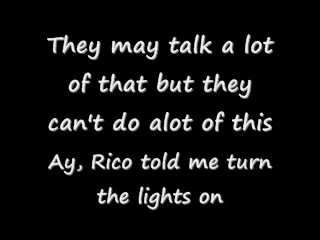 They may talk a lot
of that but they
can't do alot of this
Ay, Rico told me turn
the lights on